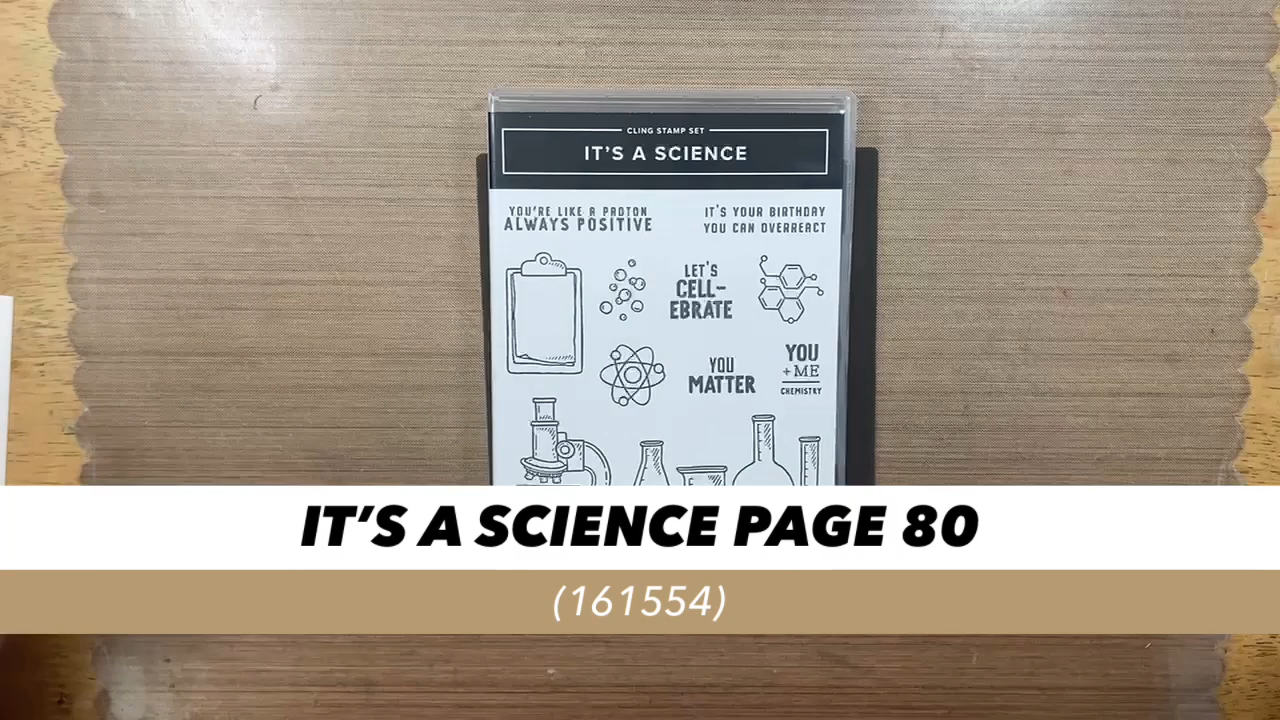 CLING STAMP SET
IT'S A SCIENCE
YOU'RE LIKE A PROTON
ALWAYS POSITIVE
IT'S YOUR BIRTHDAY
YOU CAN OVERREACT
LET'S
CELL-
EBRATE
YOU
MATTER
YOU
+ ME
CHEMISTRY
IT'S A SCIENCE PAGE 80
(161554)